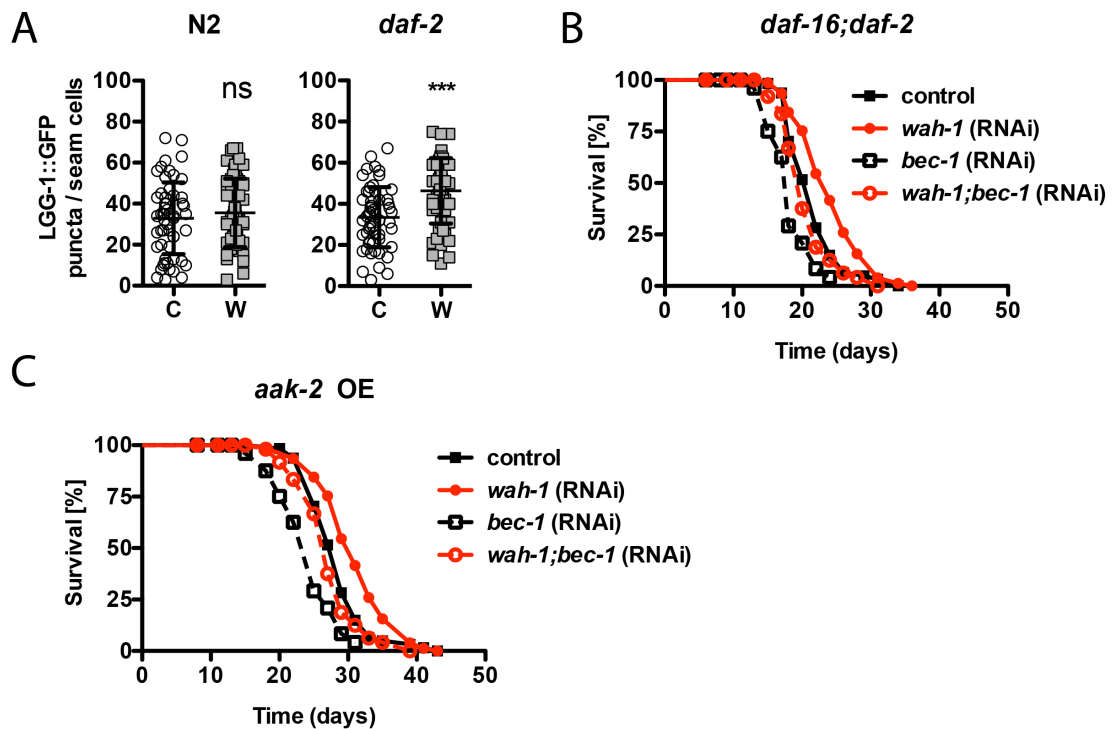 A
N2
daf-2
LGG-1::GFP
puncta / seam cells
100
80
60
40
20
0
ns
C
W
100
80
60
40
20
0
***
C
W
B
daf-16;daf-2
Survival [%]
100
75
50
25
0
0 10 20 30 40 50
Time (days)
control
wah-1 (RNAi)
bec-1 (RNAi)
wah-1;bec-1 (RNAi)
C
aak-2 OE
Survival [%]
100
75
50
25
0
0 10 20 30 40 50
Time (days)
control
wah-1 (RNAi)
bec-1 (RNAi)
wah-1;bec-1 (RNAi)